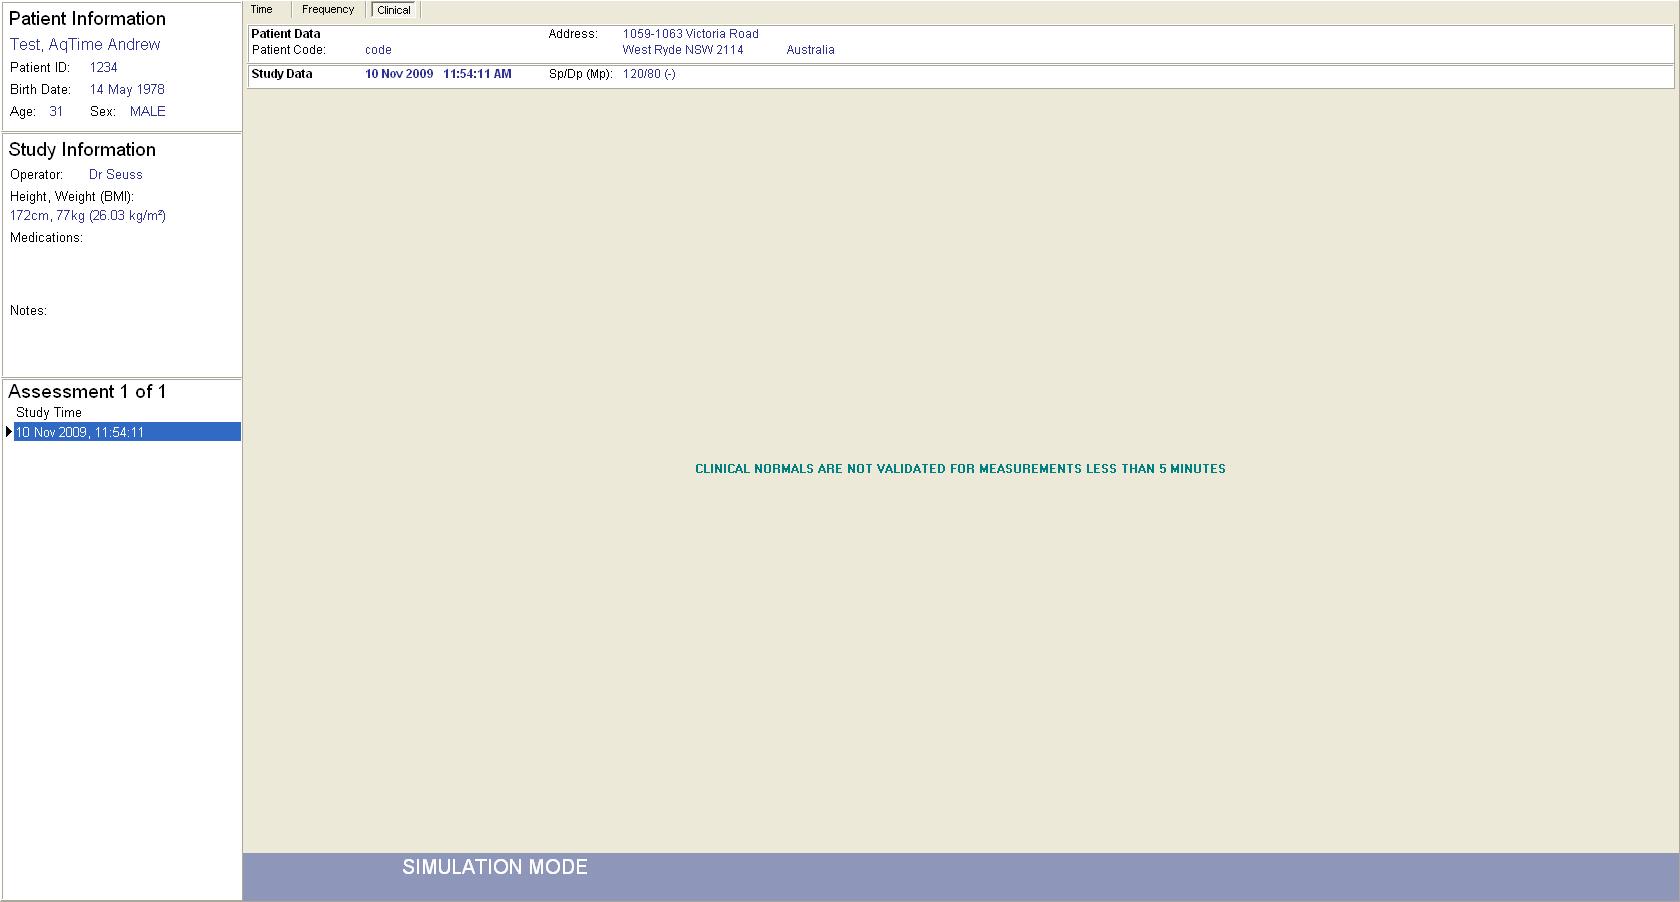 Patient Information
Test, AqTime Andrew
Patient ID: 1234
Birth Date: 14 May 1978
Age: 31 Sex: MALE
Study Information
Operator: Dr Seuss
Height, Weight (BMI):
172cm, 77kg (26.03 kg/m²)
Medications:
Notes:
Assessment 1 of 1
Study Time
10 Nov 2009, 11:54:11
Time Frequency Clinical
Patient Data Address: 1059-1063 Victoria Road
Patient Code: code West Ryde NSW 2114 Australia
Study Data 10 Nov 2009 11:54:11 AM Sp/Dp (Mp): 120/80 (-)
CLINICAL NORMALS ARE NOT VALIDATED FOR MEASUREMENTS LESS THAN 5 MINUTES
SIMULATION MODE